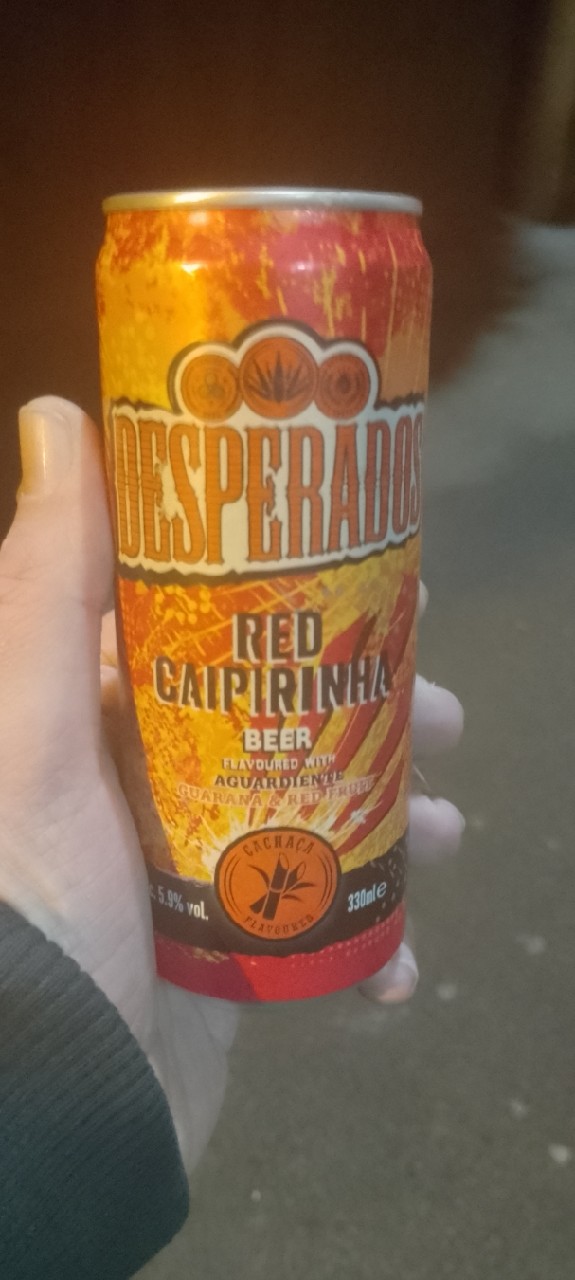 DESPERADOS
RED
CAIPIRINHA
BEER
FLAVOURED WITH
AGUARDIENTE
GUARANA & RED FRUIT
CACHAÇA
FLAVOURED
5.9% vol.
330ml e